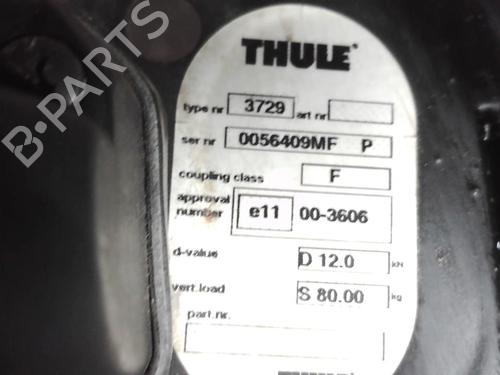 THULE
type nr 3729 art nr
ser nr 0056409MF P
coupling class F
approval number e11 00-3606
d-value D 12.0 kN
vert.load S 80.00 kg
part.nr.
B-PARTS